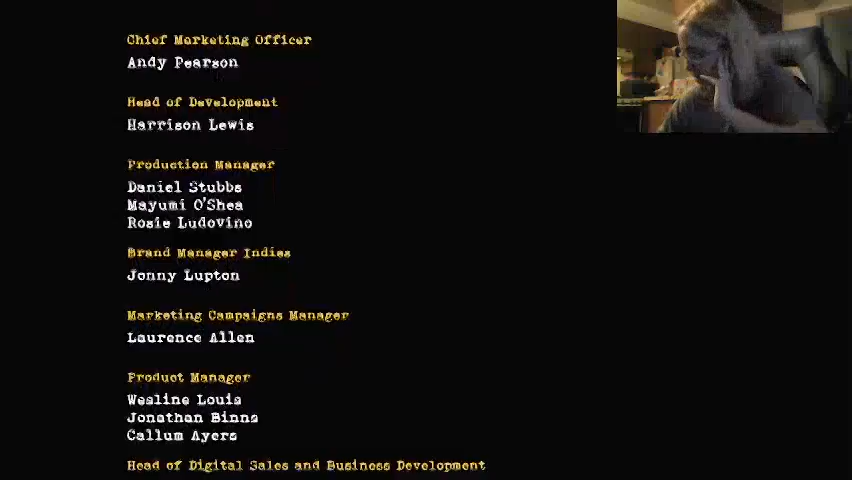 Chief Marketing Officer
Andy Pearson
Head of Development
Harrison Lewis
Production Manager
Daniel Stubbs
Mayumi O'Shea
Rosie Ludovino
Brand Manager Indies
Jonny Lupton
Marketing Campaigns Manager
Laurence Allen
Product Manager
Wesline Louis
Jonathan Binns
Callum Ayers
Head of Digital Sales and Business Development